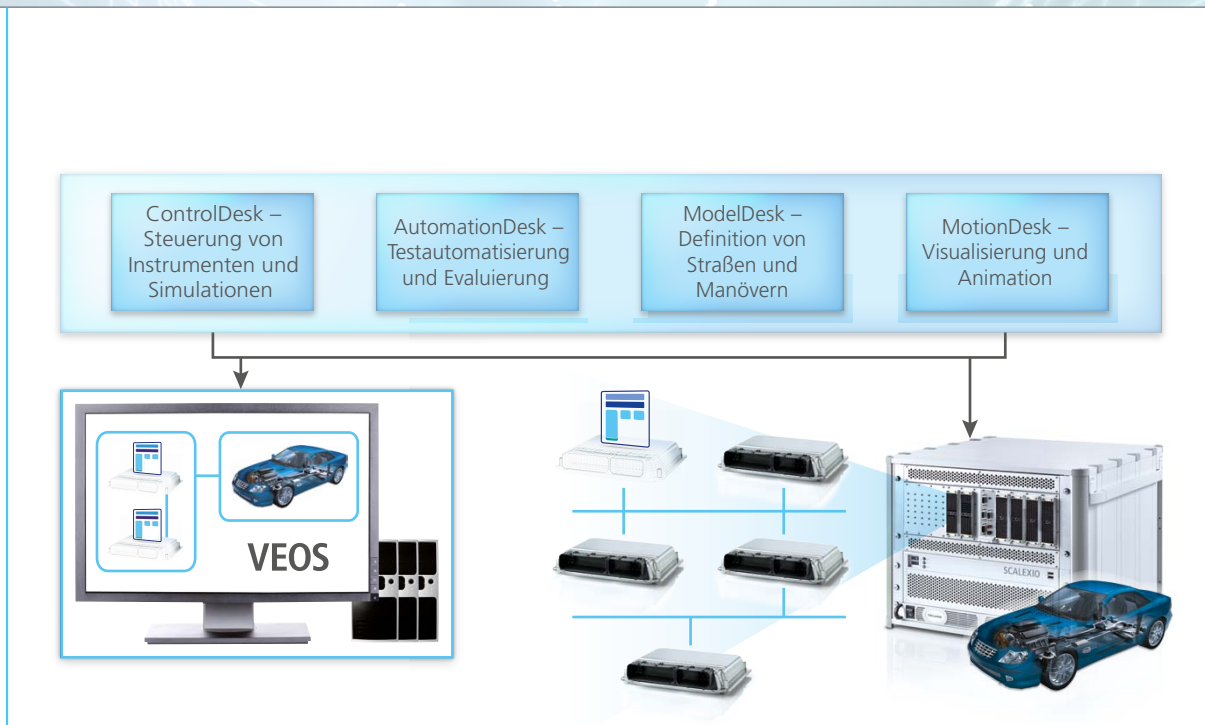 ControlDesk –
Steuerung von
Instrumenten und
Simulationen
AutomationDesk –
Testautomatisierung
und Evaluierung
ModelDesk –
Definition von
Straßen und
Manövern
MotionDesk –
Visualisierung und
Animation
VEOS
SCALEXIO